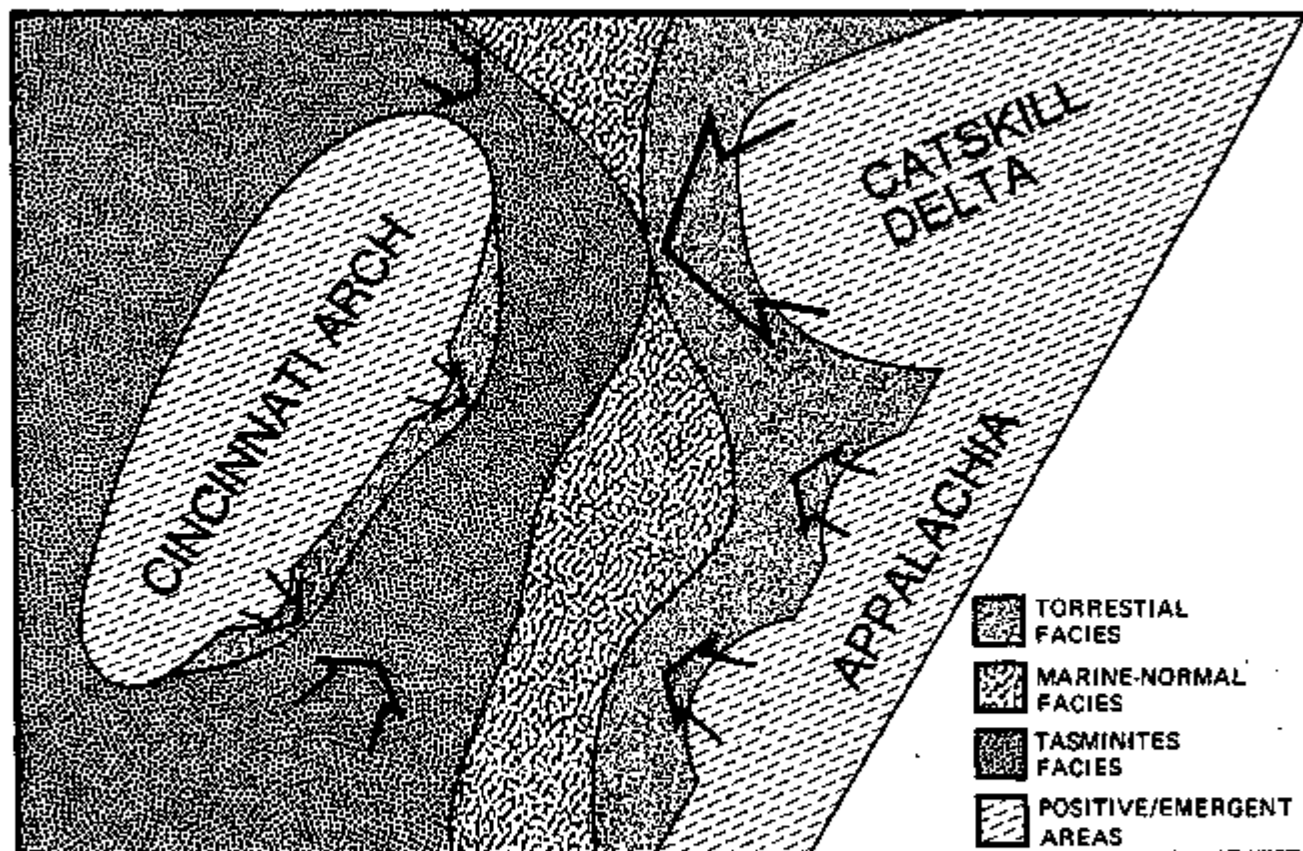 CATSKILL
DELTA
CINCINNATI ARCH
APPALACHIA
TORRESTIAL
FACIES
MARINE-NORMAL
FACIES
TASMINITES
FACIES
POSITIVE/EMERGENT
AREAS